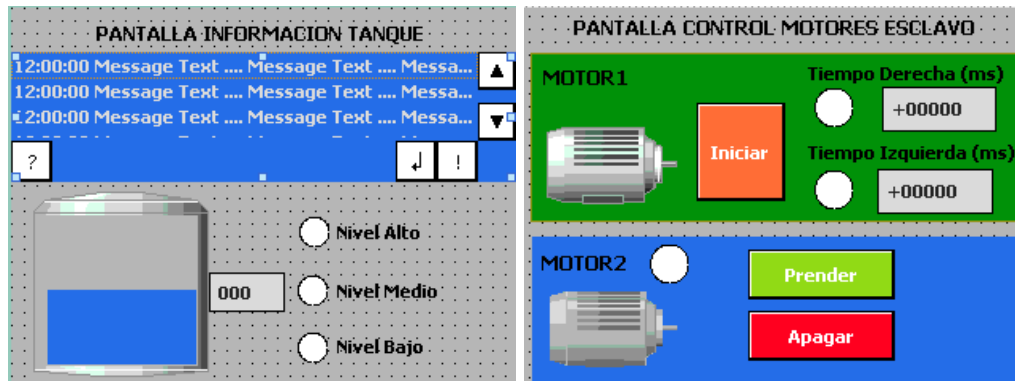 PANTALLA INFORMACION TANQUE
12:00:00 Message Text .... Message Text .... Messa...
12:00:00 Message Text .... Message Text .... Messa...
12:00:00 Message Text .... Message Text .... Messa...
? !
Nivel Alto
000 Nivel Medio
Nivel Bajo
PANTALLA CONTROL MOTORES ESCLAVO
MOTOR1
Tiempo Derecha (ms)
+00000
Iniciar
Tiempo Izquierda (ms)
+00000
MOTOR2
Prender
Apagar